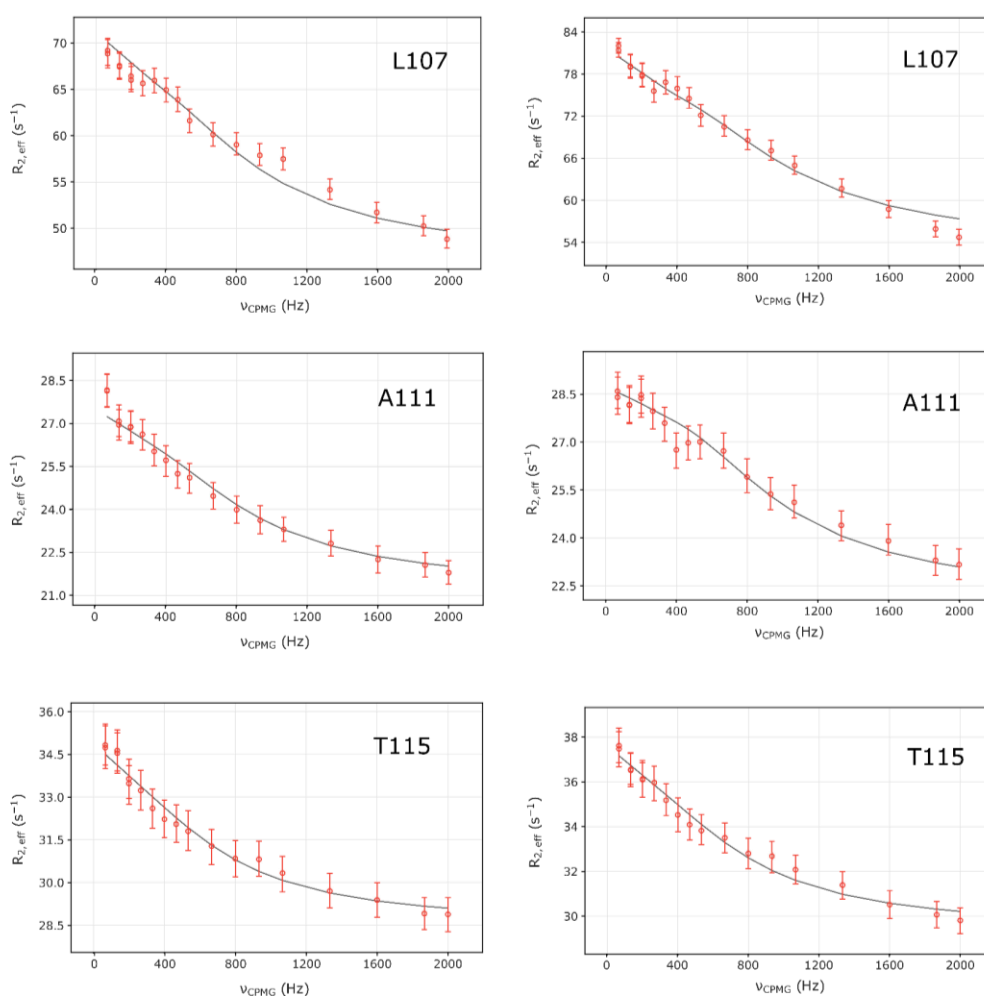 L107
R2,eff (s−1)
70
65
60
55
50
0 400 800 1200 1600 2000
νCPMG (Hz)
L107
R2,eff (s−1)
84
78
72
66
60
54
0 400 800 1200 1600 2000
νCPMG (Hz)
A111
R2,eff (s−1)
28.5
27.0
25.5
24.0
22.5
21.0
0 400 800 1200 1600 2000
νCPMG (Hz)
A111
R2,eff (s−1)
28.5
27.0
25.5
24.0
22.5
0 400 800 1200 1600 2000
νCPMG (Hz)
T115
R2,eff (s−1)
36.0
34.5
33.0
31.5
30.0
28.5
0 400 800 1200 1600 2000
νCPMG (Hz)
T115
R2,eff (s−1)
38
36
34
32
30
0 400 800 1200 1600 2000
νCPMG (Hz)